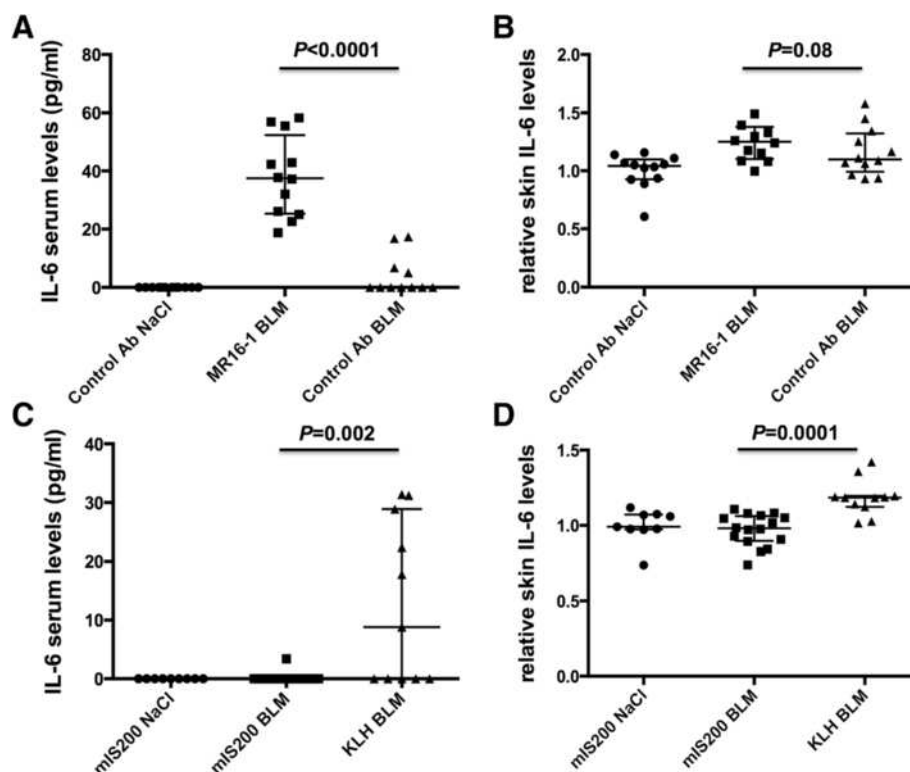 A
P<0.0001
IL-6 serum levels (pg/ml)
80
60
40
20
0
Control Ab NaCl
MR16-1 BLM
Control Ab BLM
B
P=0.08
relative skin IL-6 levels
2.0
1.5
1.0
0.5
0.0
Control Ab NaCl
MR16-1 BLM
Control Ab BLM
C
P=0.002
IL-6 serum levels (pg/ml)
40
30
20
10
0
mIS200 NaCl
mIS200 BLM
KLH BLM
D
P=0.0001
relative skin IL-6 levels
1.5
1.0
0.5
0.0
mIS200 NaCl
mIS200 BLM
KLH BLM